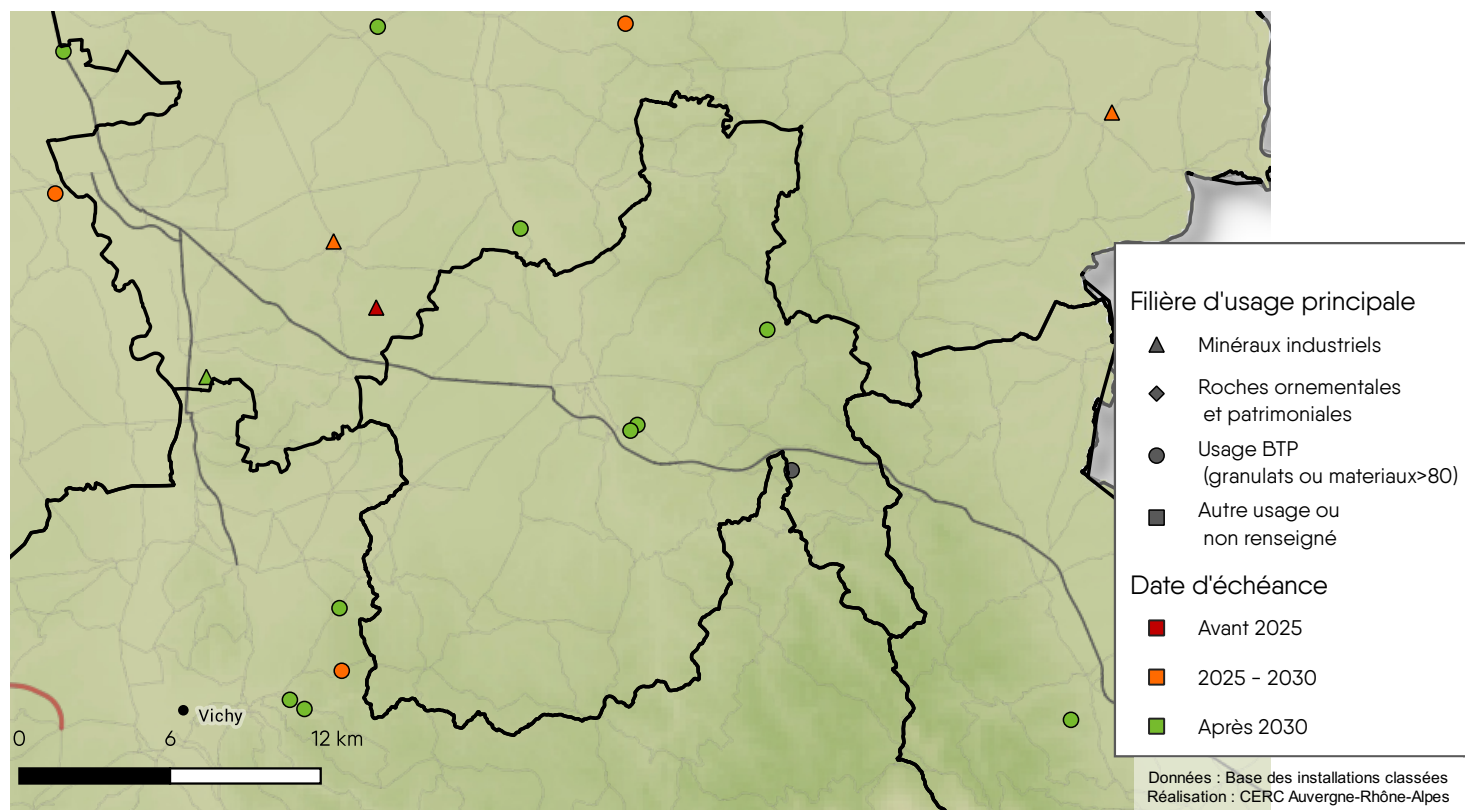 Filière d'usage principale
Minéraux industriels
Roches ornementales
et patrimoniales
Usage BTP
(granulats ou materiaux>80)
Autre usage ou
non renseigné
Date d'échéance
Avant 2025
2025 - 2030
Après 2030
Vichy
0 6 12 km
Données : Base des installations classées
Réalisation : CERC Auvergne-Rhône-Alpes